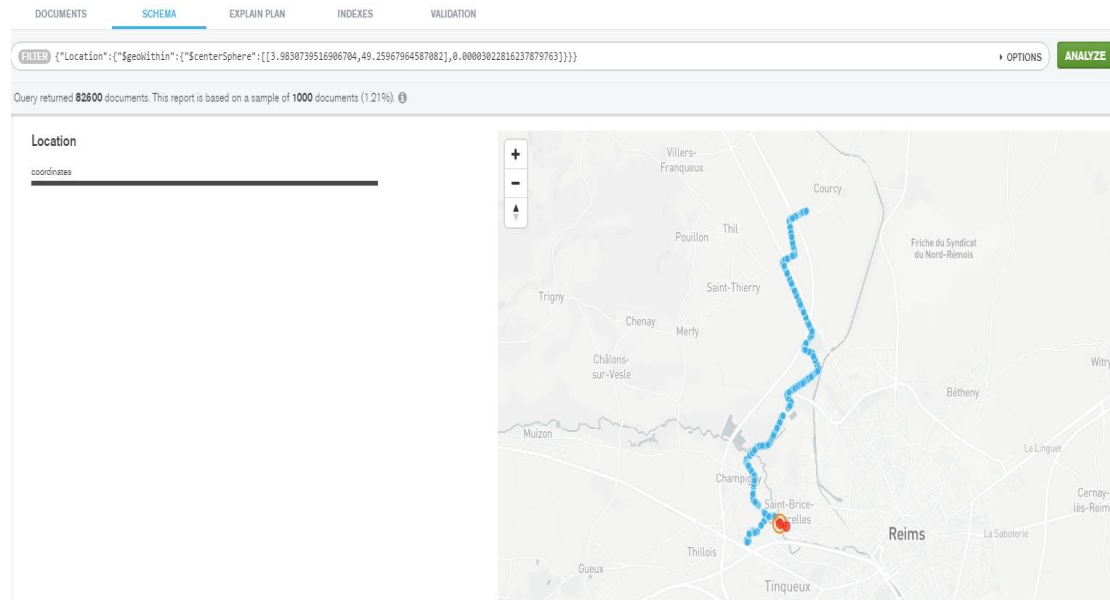 DOCUMENTS SCHEMA EXPLAIN PLAN INDEXES VALIDATION
FILTER {"Location":{"$geoWithin":{"$centerSphere":[[3.9830739516906704,49.25967964587082],0.00003022816237879763]}}}
OPTIONS
ANALYZE
Query returned 82600 documents. This report is based on a sample of 1000 documents (1.21%).
Location
coordinates
Villers-
Franqueux
Courcy
Thil
Pouillon
Friche du Syndicat
du Nord-Rémois
Saint-Thierry
Trigny
Chenay
Merfy
Châlons-
sur-Vesle
Witry
Bétheny
Muizon
Le Linguet
Champigny
Cernay-
lès-Reim
Saint-Brice-
Reims
La Saboterie
Thillois
Gueux
Tinqueux